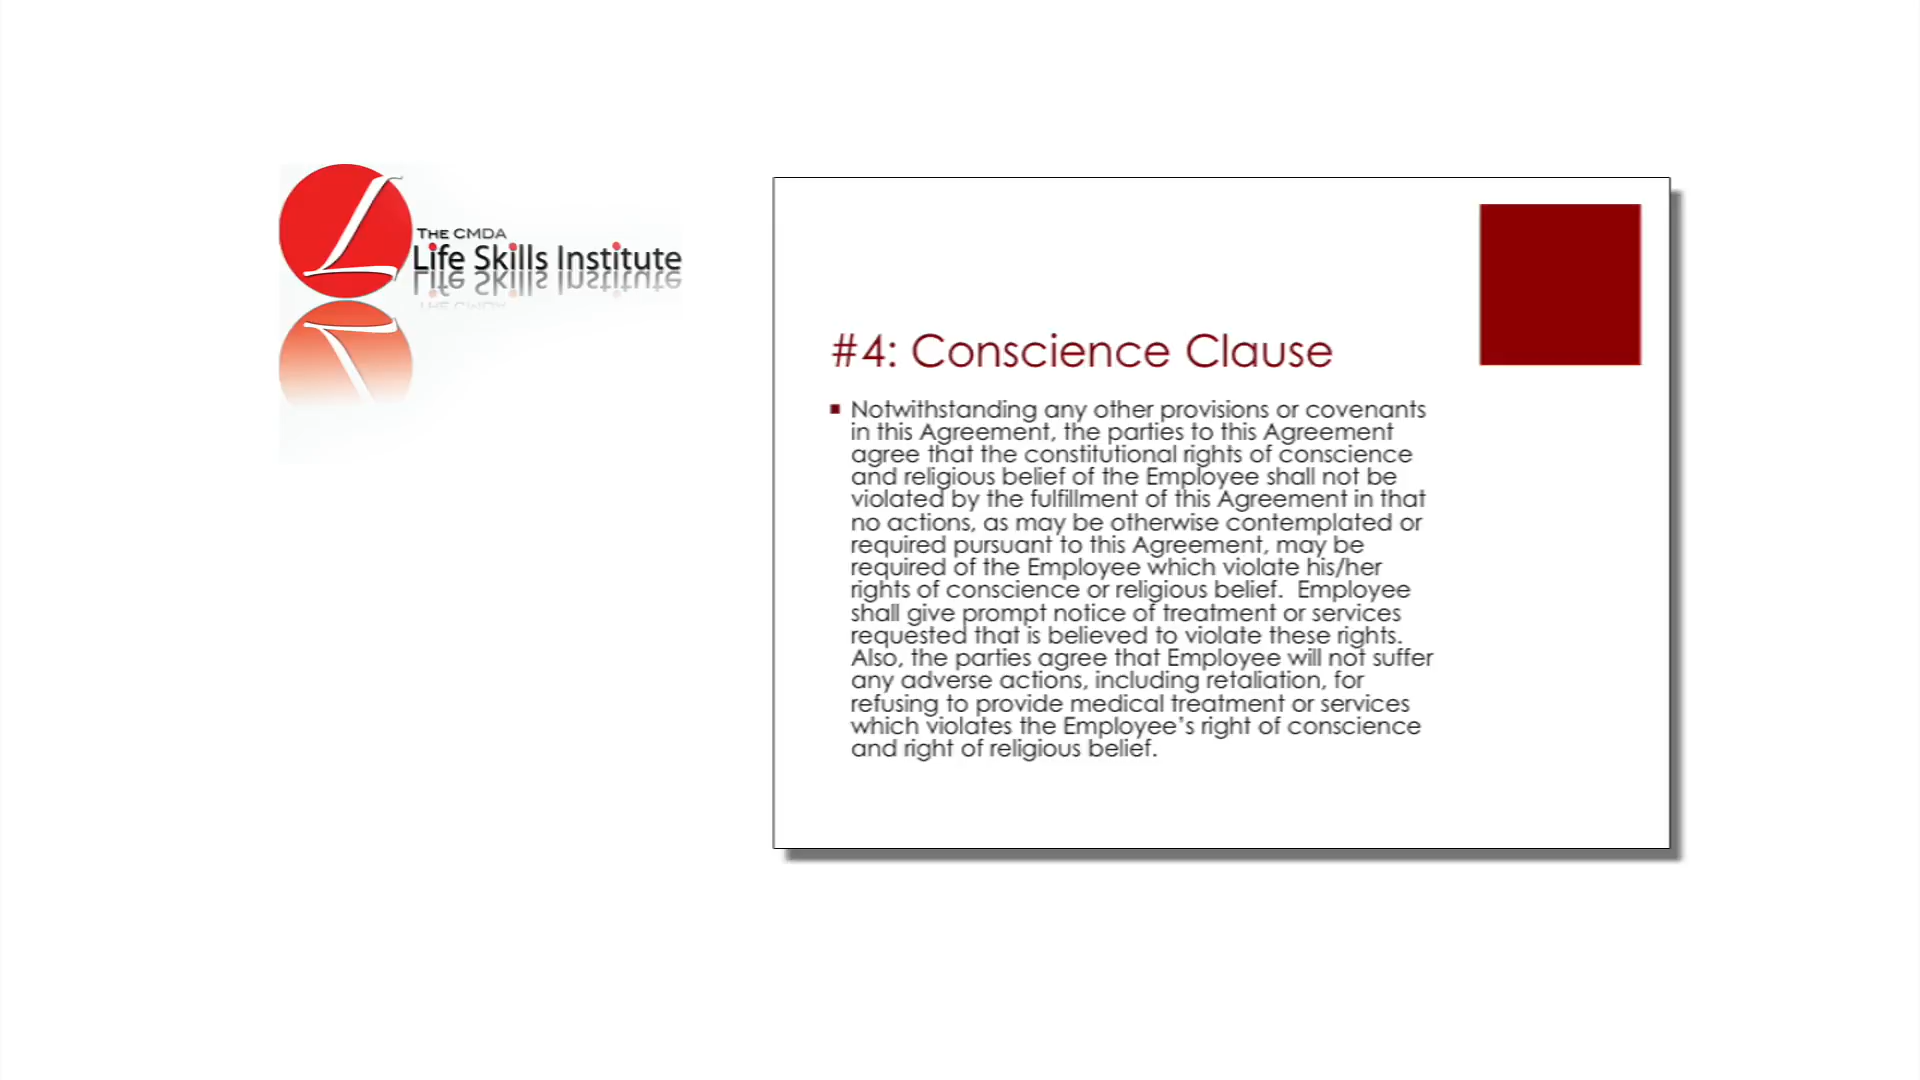 THE CMDA
Life Skills Institute
#4: Conscience Clause
Notwithstanding any other provisions or covenants
in this Agreement, the parties to this Agreement
agree that the constitutional rights of conscience
and religious belief of the Employee shall not be
violated by the fulfillment of this Agreement in that
no actions, as may be otherwise contemplated or
required pursuant to this Agreement, may be
required of the Employee which violate his/her
rights of conscience or religious belief.  Employee
shall give prompt notice of treatment or services
requested that is believed to violate these rights.
Also, the parties agree that Employee will not suffer
any adverse actions, including retaliation, for
refusing to provide medical treatment or services
which violates the Employee’s right of conscience
and right of religious belief.